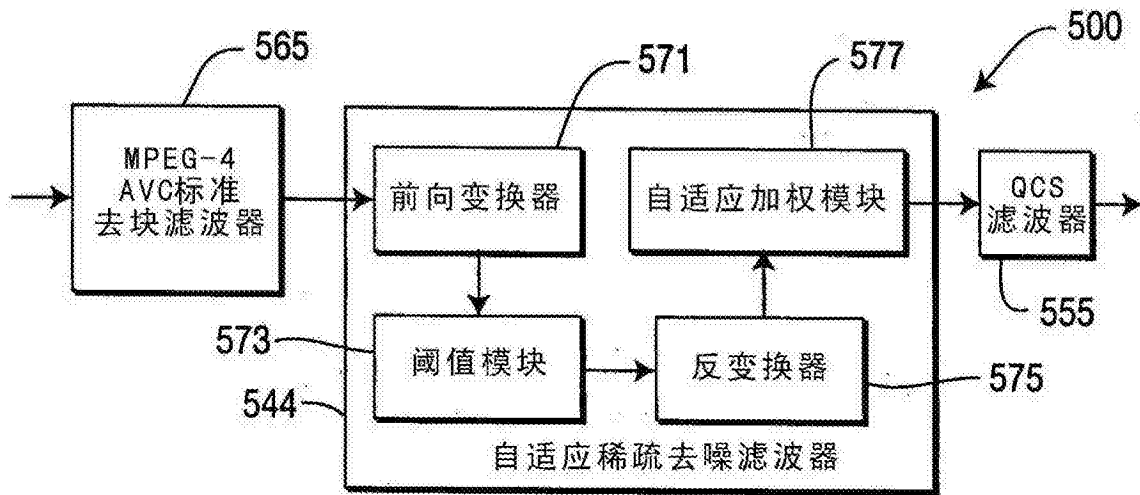 565
571
577
500
MPEG-4
AVC标准
去块滤波器
前向变换器
自适应加权模块
QCS
滤波器
555
573
阈值模块
反变换器
575
544
自适应稀疏去噪滤波器